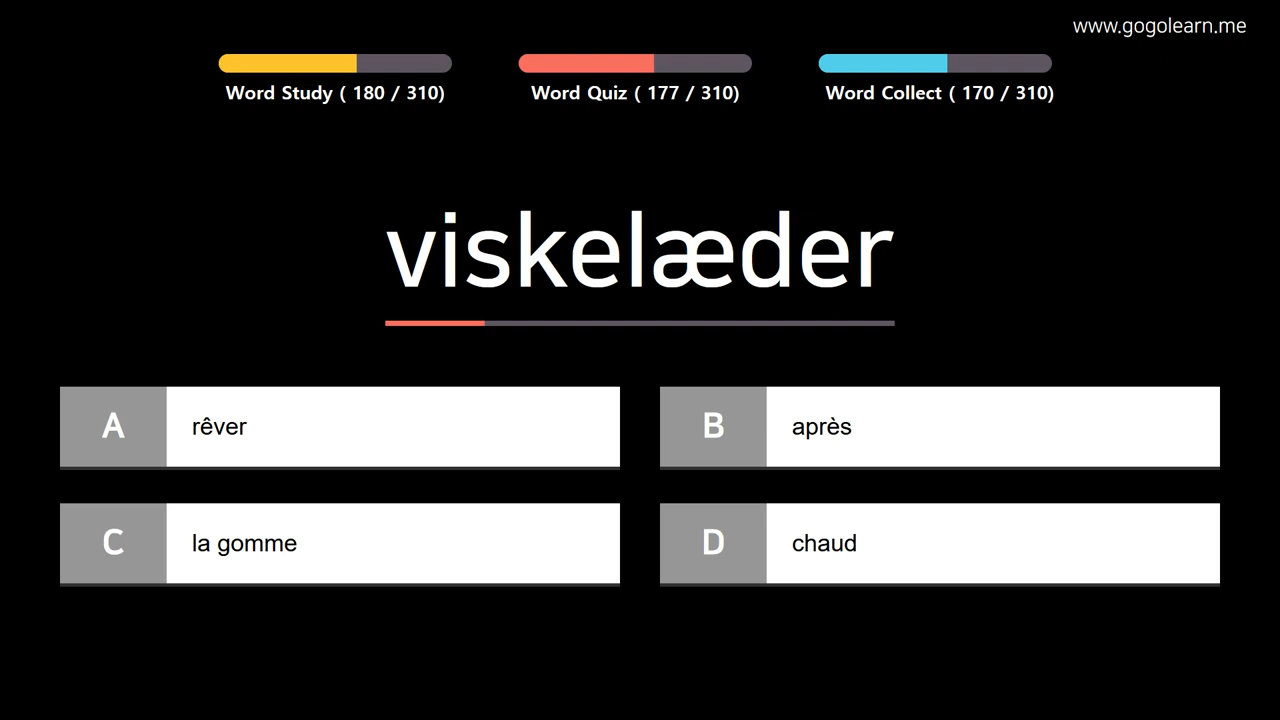 www.gogolearn.me
Word Study ( 180 / 310)
Word Quiz ( 177 / 310)
Word Collect ( 170 / 310)
viskelæder
A
rêver
B
après
C
la gomme
D
chaud